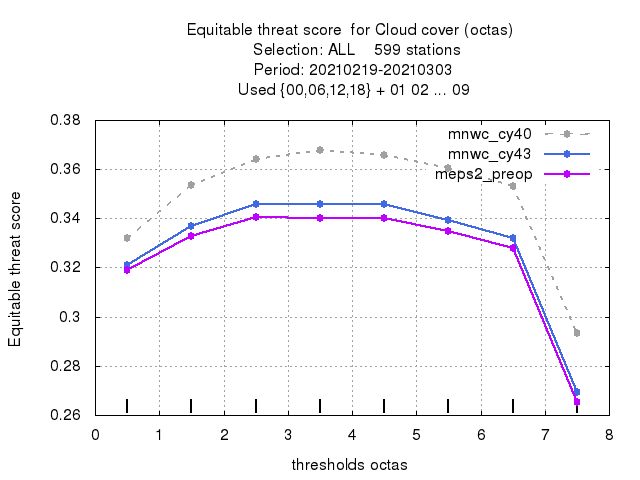 Equitable threat score  for Cloud cover (octas)
Selection: ALL    599 stations
Period: 20210219-20210303
Used {00,06,12,18} + 01 02 ... 09
Equitable threat score
0.38
0.36
0.34
0.32
0.3
0.28
0.26
mnwc_cy40
mnwc_cy43
meps2_preop
0 1 2 3 4 5 6 7 8
thresholds octas